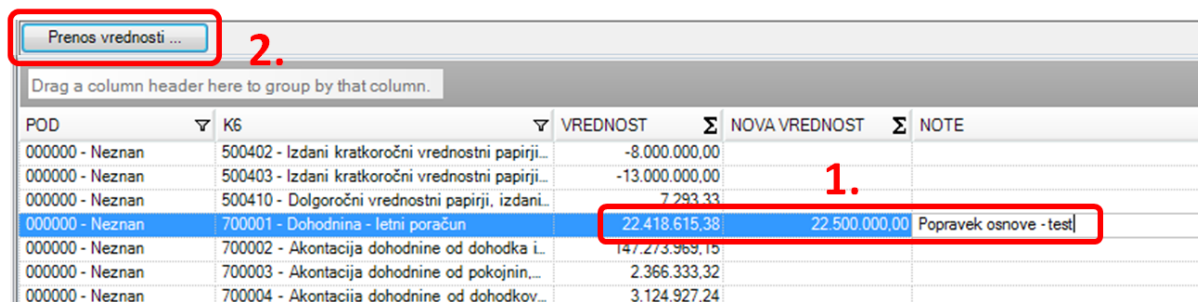 Prenos vrednosti ...
2.
Drag a column header here to group by that column.
POD K6 VREDNOST Σ NOVA VREDNOST Σ NOTE
000000 - Neznan 500402 - Izdani kratkoročni vrednostni papirji... -8.000.000,00
000000 - Neznan 500403 - Izdani kratkoročni vrednostni papirji... -13.000.000,00
1.
000000 - Neznan 500410 - Dolgoročni vrednostni papirji, izdani... 7.293,33
000000 - Neznan 700001 - Dohodnina - letni poračun 22.418.615,38 22.500.000,00 Popravek osnove - test
000000 - Neznan 700002 - Akontacija dohodnine od dohodka i... 147.273.969,15
000000 - Neznan 700003 - Akontacija dohodnine od pokojnin,... 2.366.333,32
000000 - Neznan 700004 - Akontacija dohodnine od dohodkov... 3.124.927,24